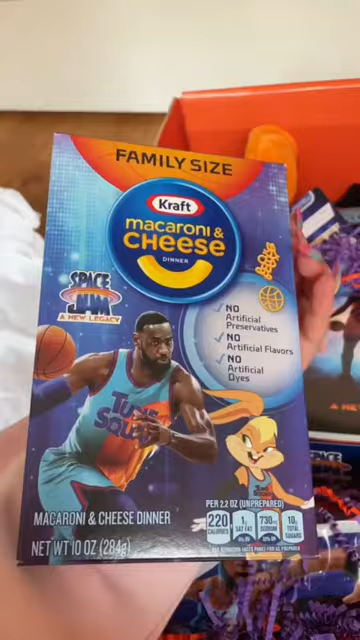 FAMILY SIZE
Kraft
macaroni &
CHEESE
DINNER
SPACE
JAM
A NEW LEGACY
NO
Artificial
Preservatives
NO
Artificial Flavors
NO
Artificial
Dyes
TUNE
SQUAD
PER 2.2 OZ (UNPREPARED)
220
CALORIES
1g
SAT FAT
730mg
SODIUM
10g
TOTAL
SUGARS
MACARONI & CHEESE DINNER
NET WT 10 OZ (284g)
SPACE